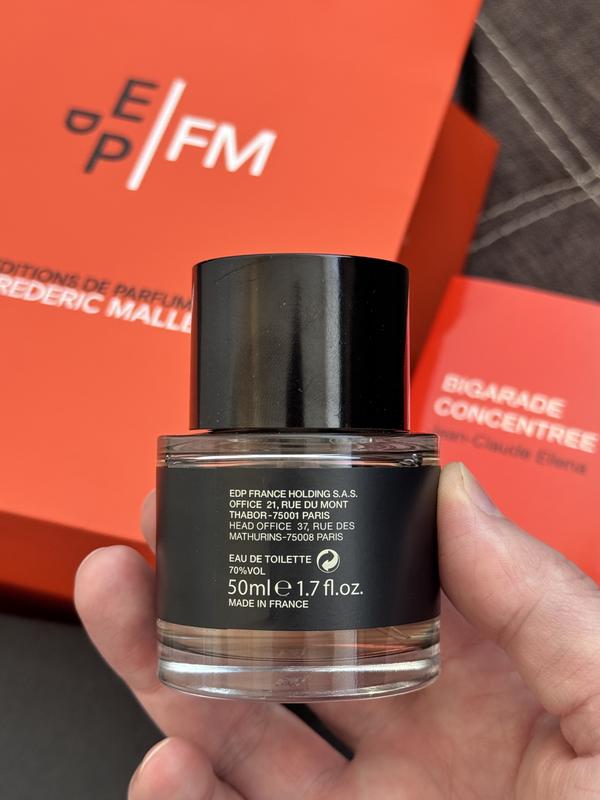 EDP
FM
EDITIONS DE PARFUM
FREDERIC MALLE
BIGARADE
CONCENTREE
Jean-Claude Ellena
EDP FRANCE HOLDING S.A.S.
OFFICE 21, RUE DU MONT
THABOR-75001 PARIS
HEAD OFFICE 37, RUE DES
MATHURINS-75008 PARIS
EAU DE TOILETTE
70%VOL
50ml e 1.7 fl.oz.
MADE IN FRANCE